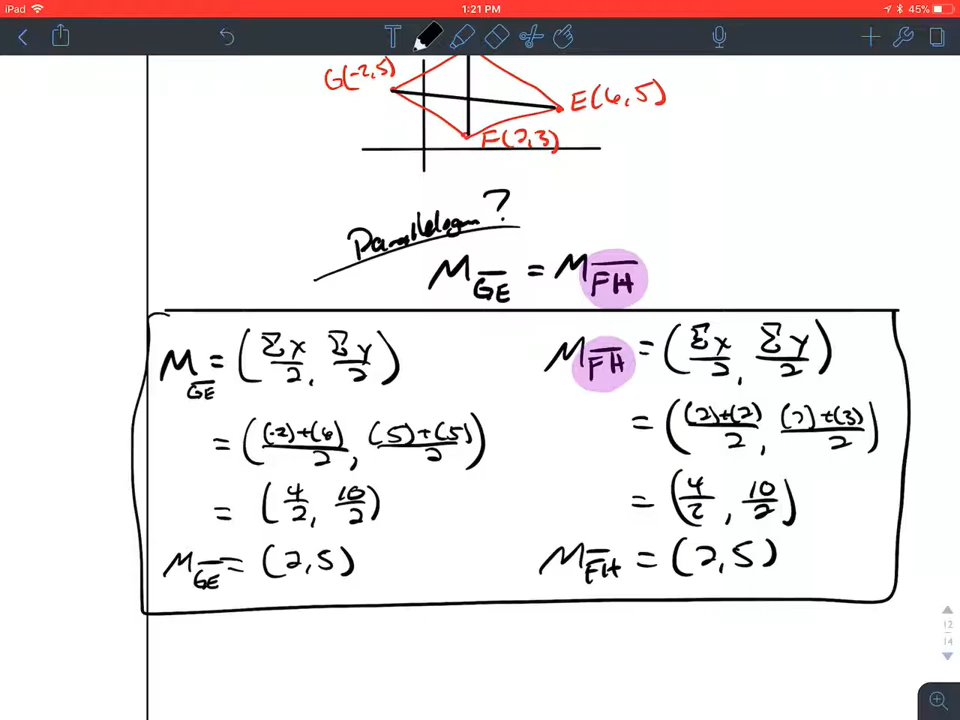 iPad 1:21 PM 45%
T
G(-2,5)
E(6,5)
F(2,3)
Parallelogram?
M_GE = M_FH
M_GE = (Σx/2, Σy/2)
= ((-2)+(6)/2, (5)+(5)/2)
= (4/2, 10/2)
M_GE = (2,5)
M_FH = (Σx/2, Σy/2)
= ((2)+(2)/2, (7)+(3)/2)
= (4/2, 10/2)
M_FH = (2,5)
12
14